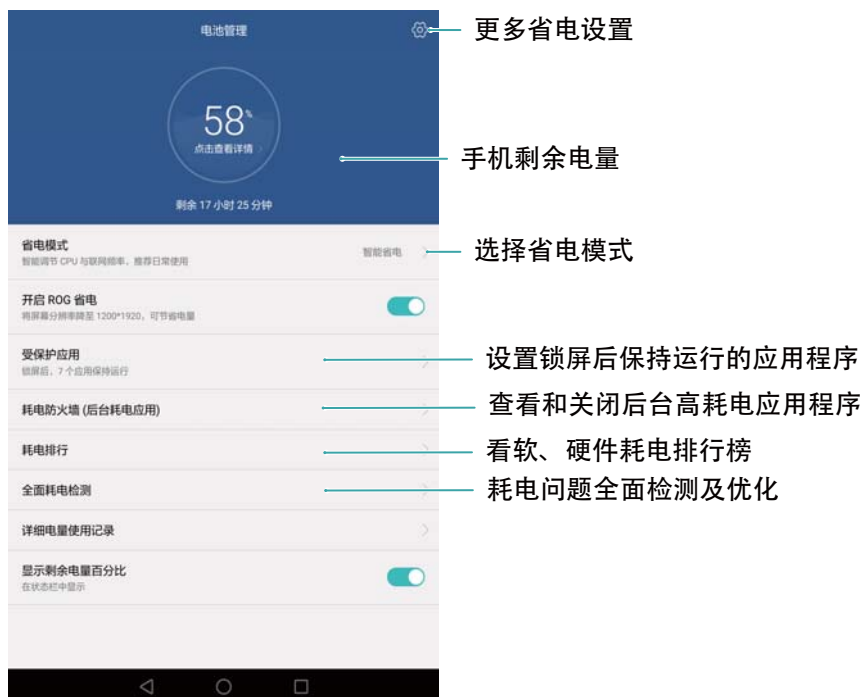 电池管理
更多省电设置
58%
点击查看详情
手机剩余电量
剩余 17 小时 25 分钟
省电模式
智能调节 CPU 与联网频率,推荐日常使用
智能省电
选择省电模式
开启 ROG 省电
将屏幕分辨率降至 1200*1920,可节省电量
受保护应用
锁屏后,7 个应用保持运行
设置锁屏后保持运行的应用程序
耗电防火墙 (后台耗电应用)
查看和关闭后台高耗电应用程序
耗电排行
看软、硬件耗电排行榜
全面耗电检测
耗电问题全面检测及优化
详细电量使用记录
显示剩余电量百分比
在状态栏中显示